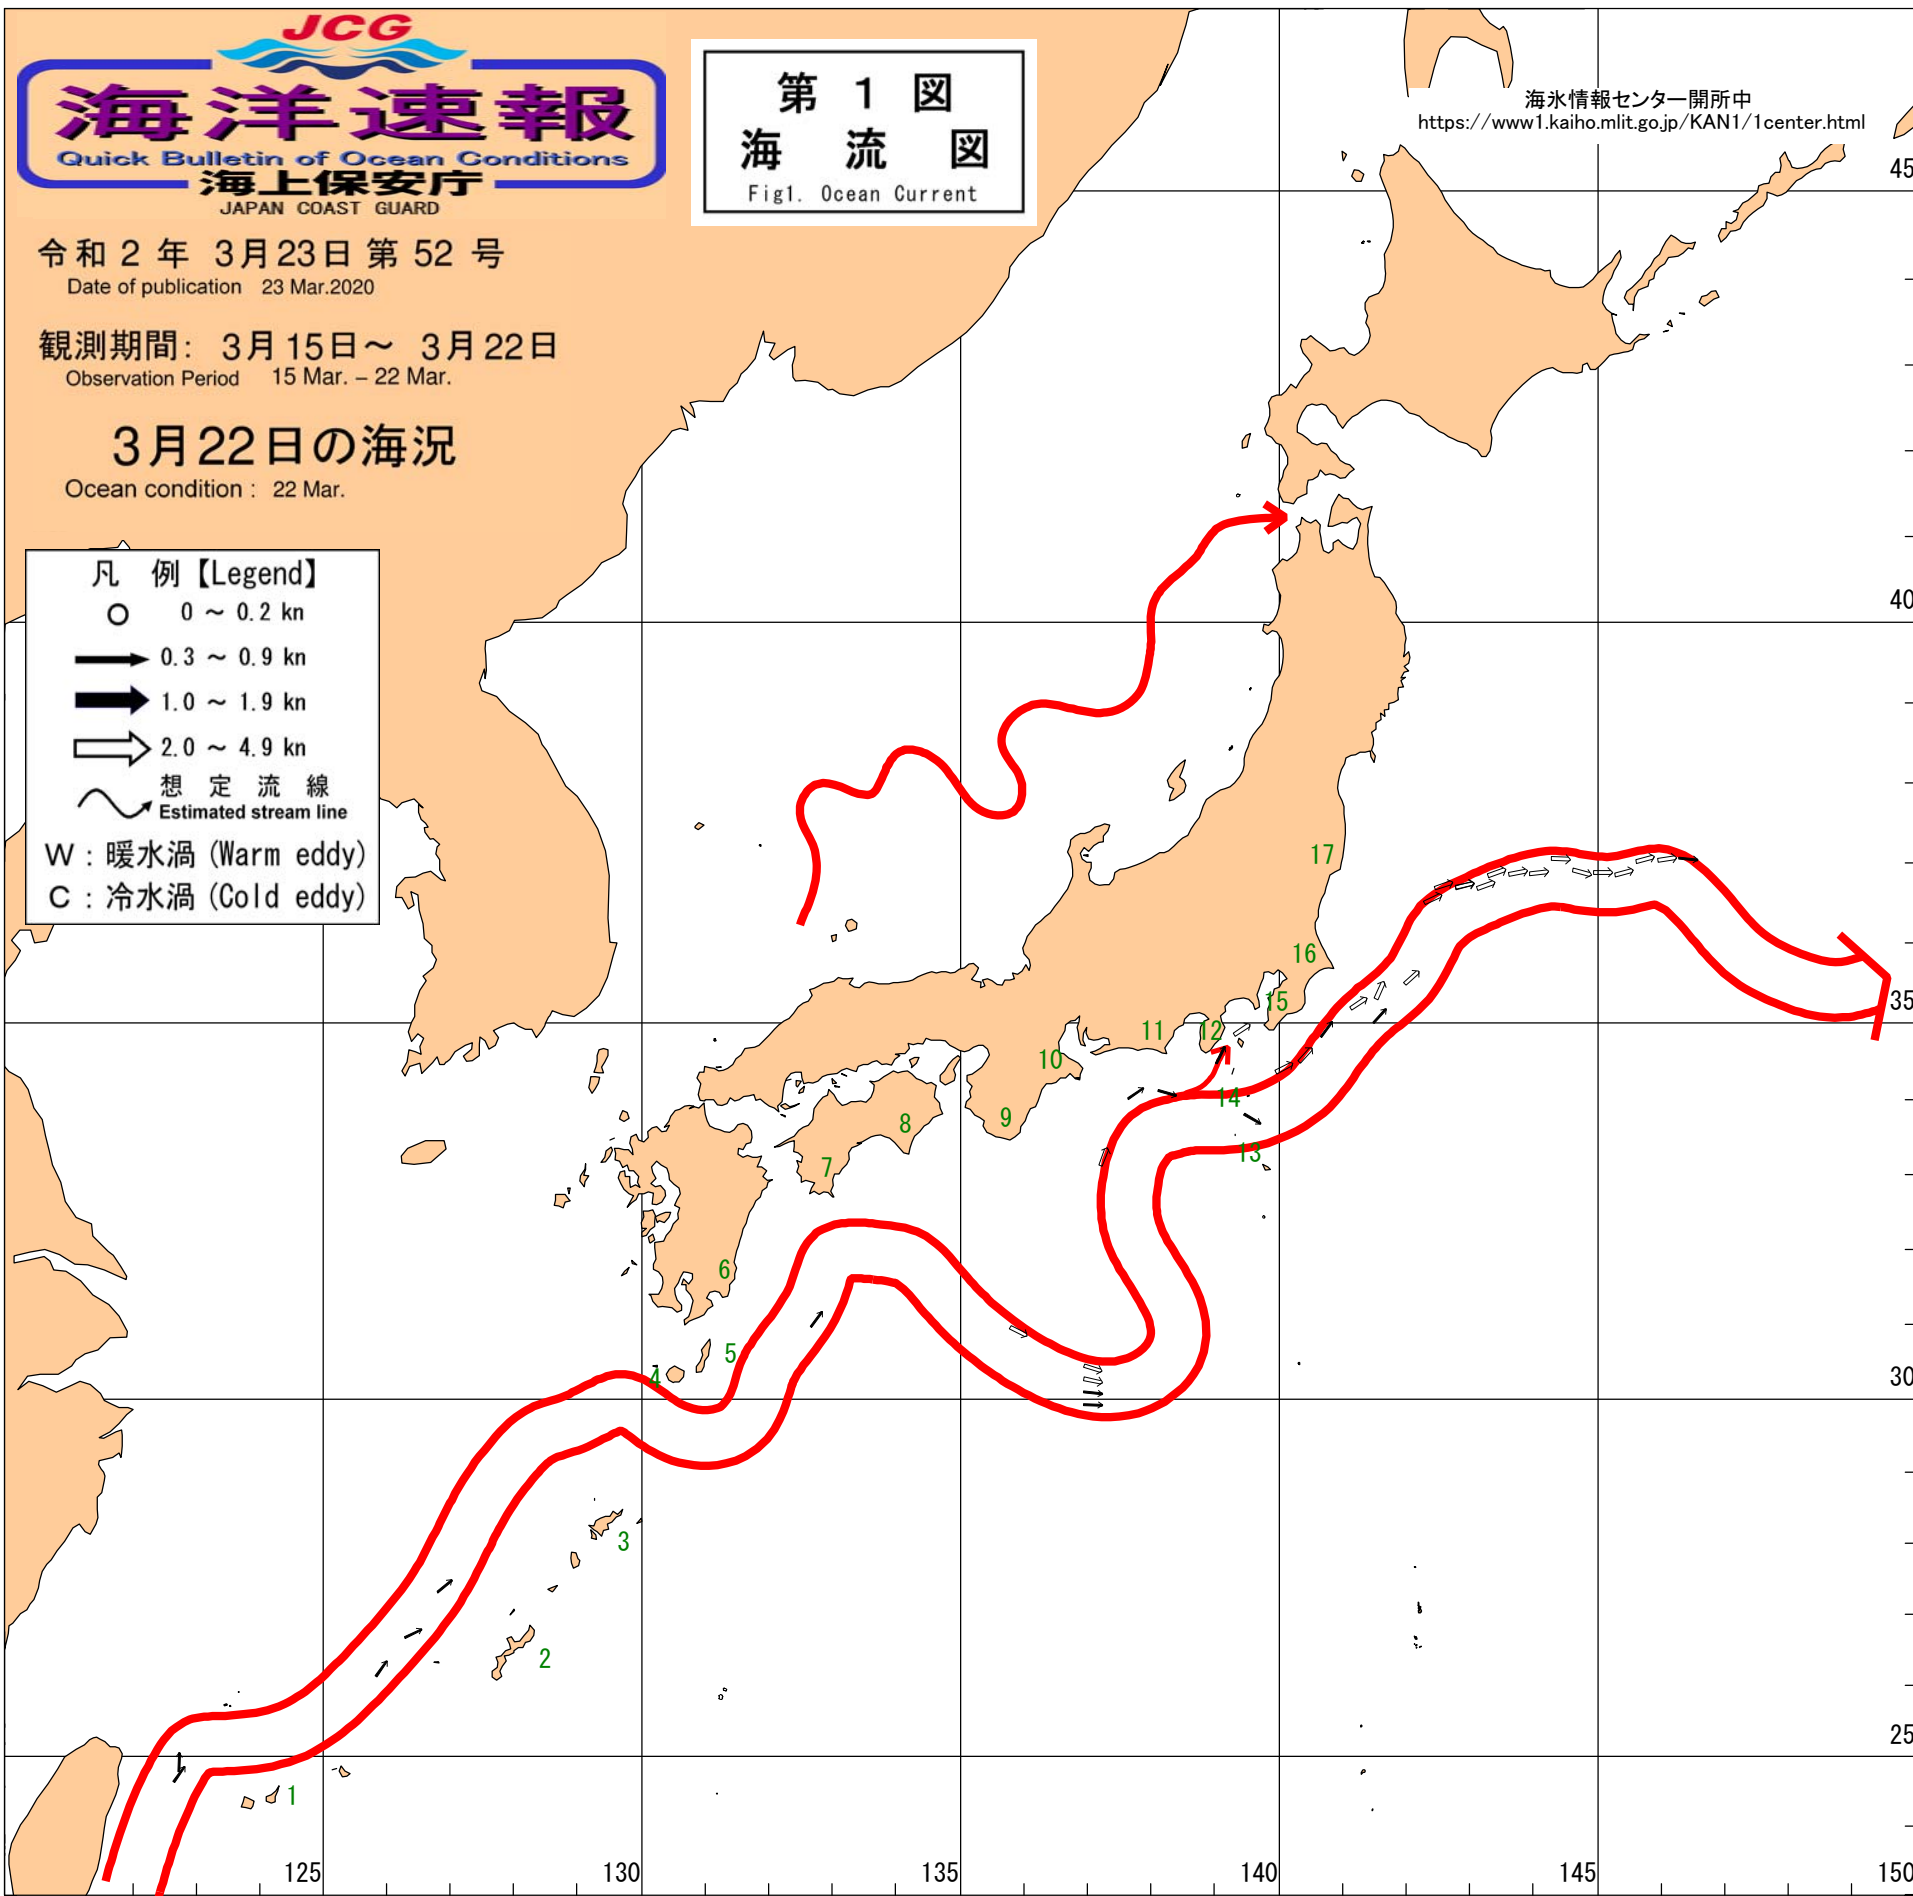 JCG
海洋速報
Quick Bulletin of Ocean Conditions
海上保安庁
JAPAN COAST GUARD
第 1 図
海 流 図
Fig1. Ocean Current
海氷情報センター開所中
https://www1.kaiho.mlit.go.jp/KAN1/1center.html
令和 2 年 3月23日 第 52 号
Date of publication 23 Mar.2020
観測期間: 3月15日～ 3月22日
Observation Period 15 Mar. – 22 Mar.
3月22日の海況
Ocean condition : 22 Mar.
凡 例【Legend】
0 ～ 0.2 kn
0.3 ～ 0.9 kn
1.0 ～ 1.9 kn
2.0 ～ 4.9 kn
想 定 流 線
Estimated stream line
W : 暖水渦 (Warm eddy)
C : 冷水渦 (Cold eddy)
45
40
17
16
35
15
12
11
10
14
9
8
13
7
6
5
4
30
3
2
25
1
125
130
135
140
145
150